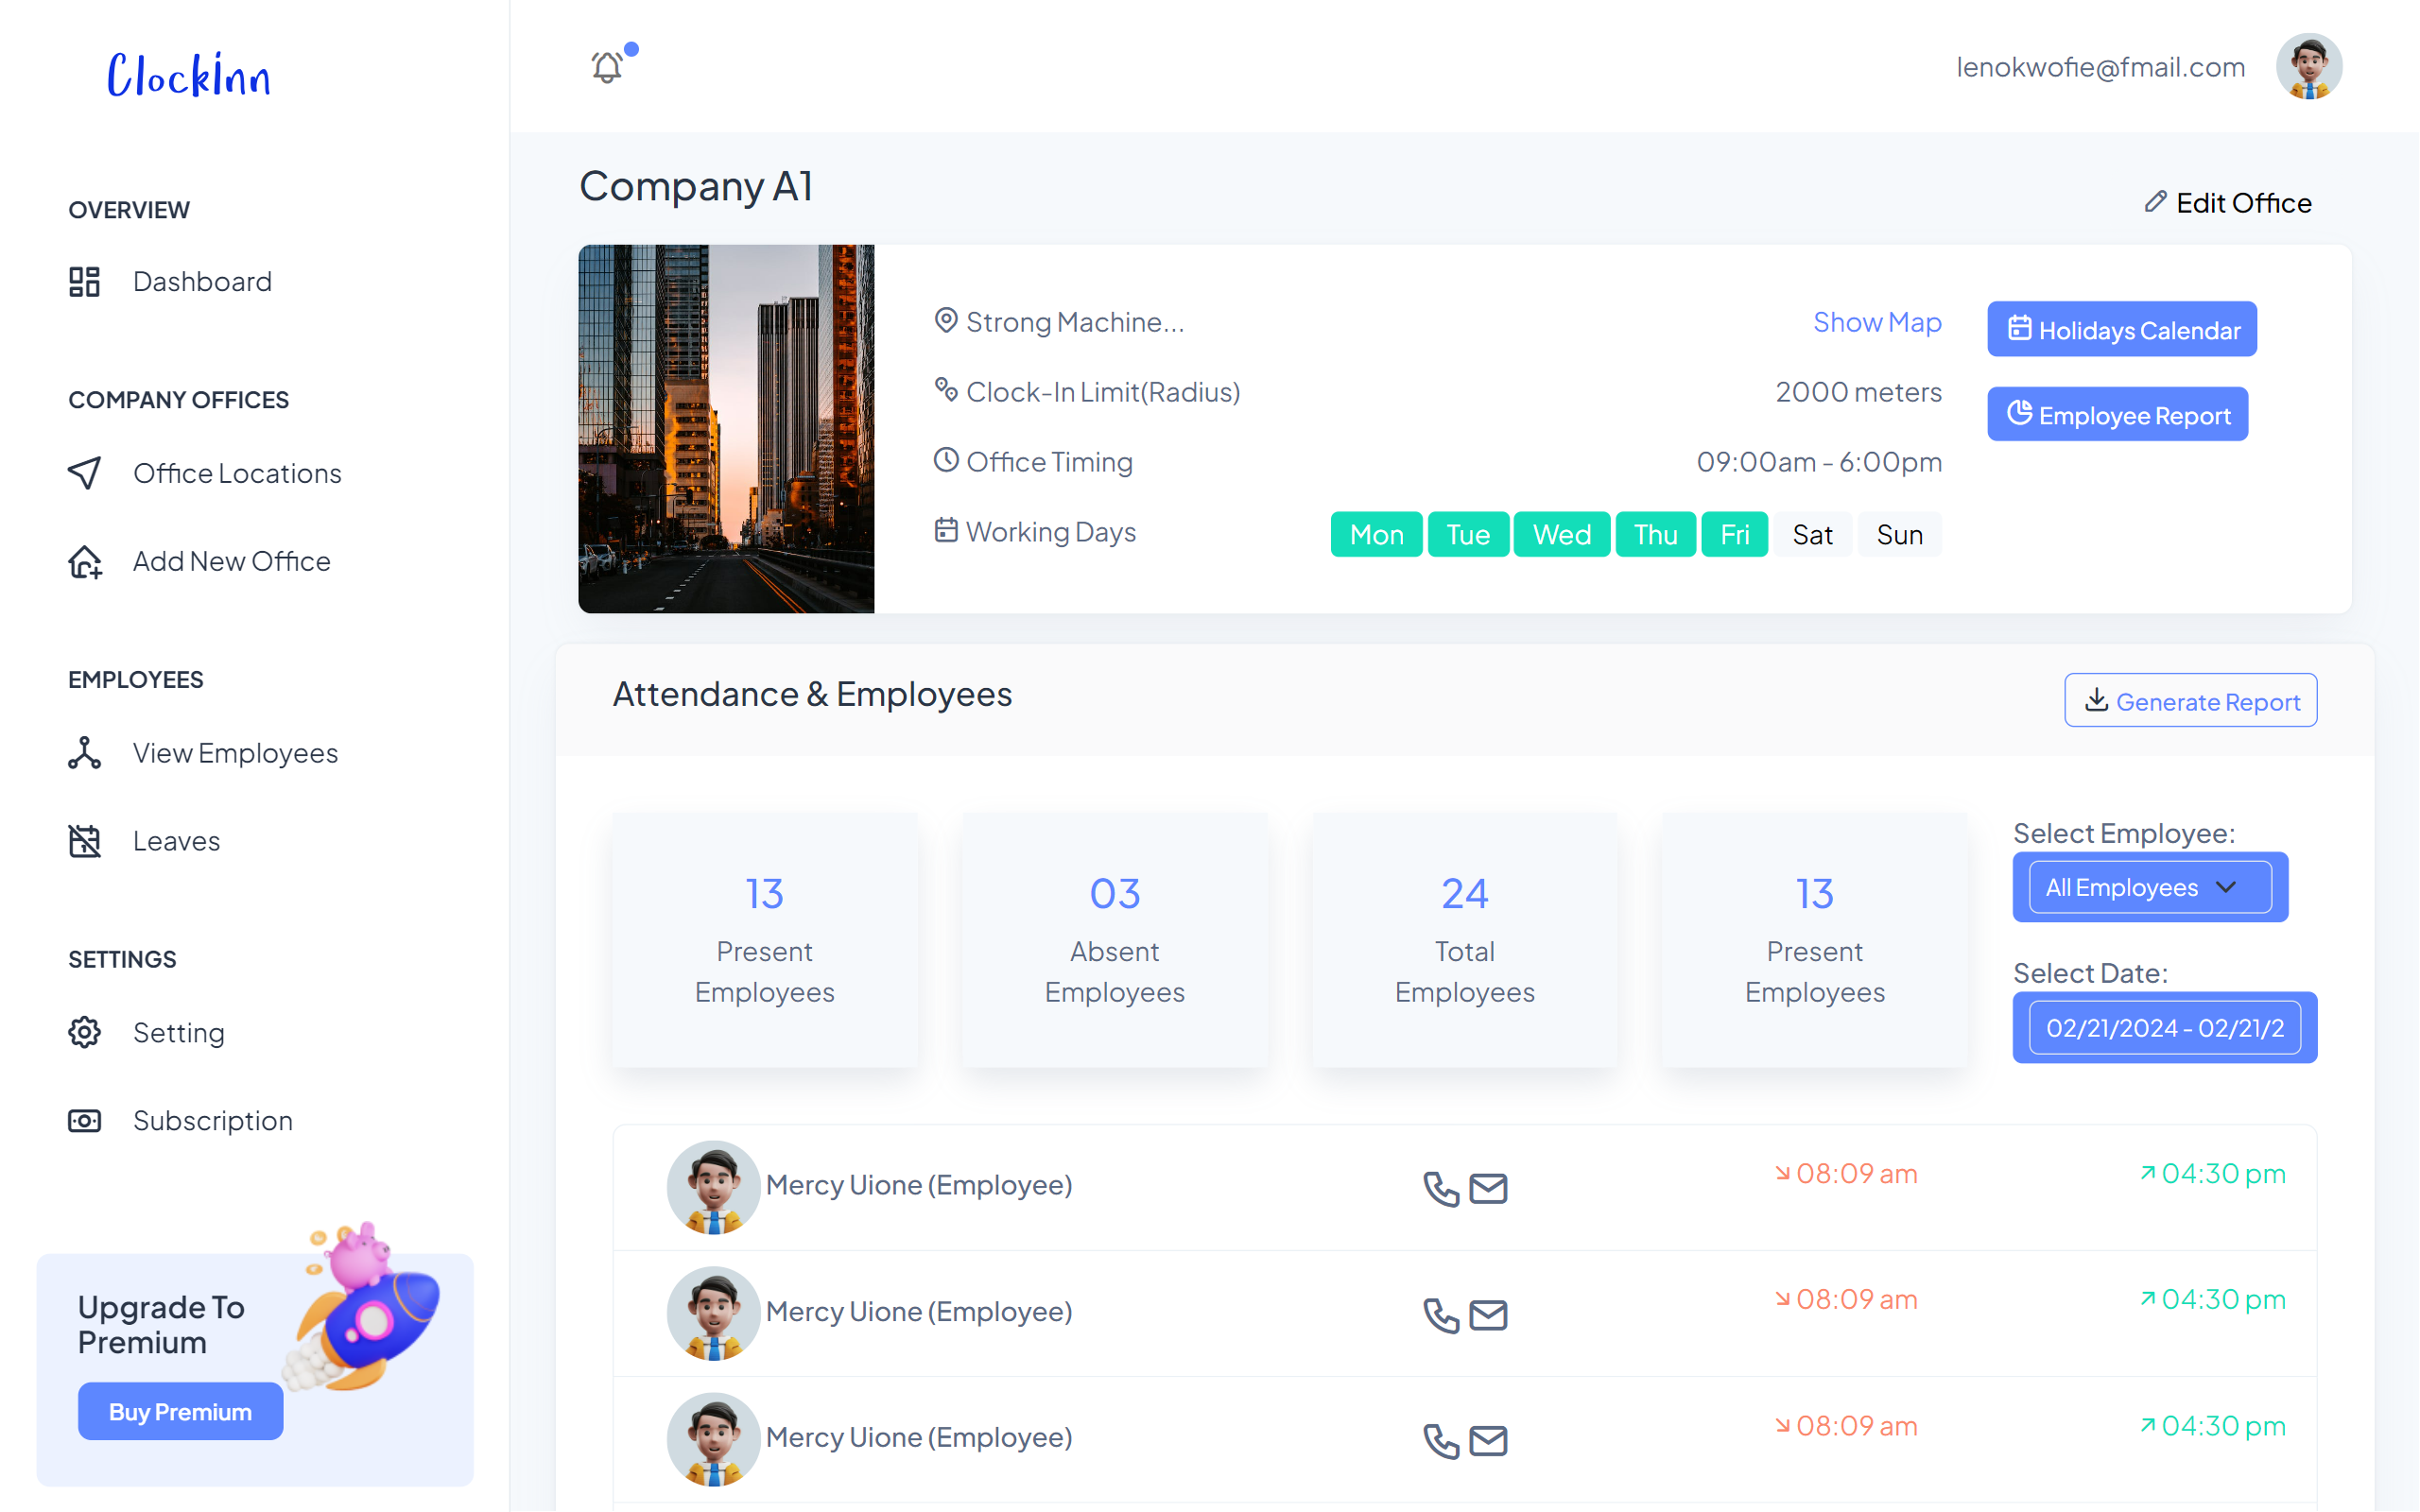 Clockinn
OVERVIEW
Dashboard
COMPANY OFFICES
Office Locations
Add New Office
EMPLOYEES
View Employees
Leaves
SETTINGS
Setting
Subscription
Upgrade To
Premium
Buy Premium
lenokwofie@fmail.com
Company A1
Edit Office
Strong Machine...
Show Map
Clock-In Limit(Radius)
2000 meters
Office Timing
09:00am - 6:00pm
Working Days
Mon Tue Wed Thu Fri Sat Sun
Holidays Calendar
Employee Report
Attendance & Employees
Generate Report
13
Present
Employees
03
Absent
Employees
24
Total
Employees
13
Present
Employees
Select Employee:
All Employees
Select Date:
02/21/2024 - 02/21/2
Mercy Uione (Employee) 08:09 am 04:30 pm
Mercy Uione (Employee) 08:09 am 04:30 pm
Mercy Uione (Employee) 08:09 am 04:30 pm